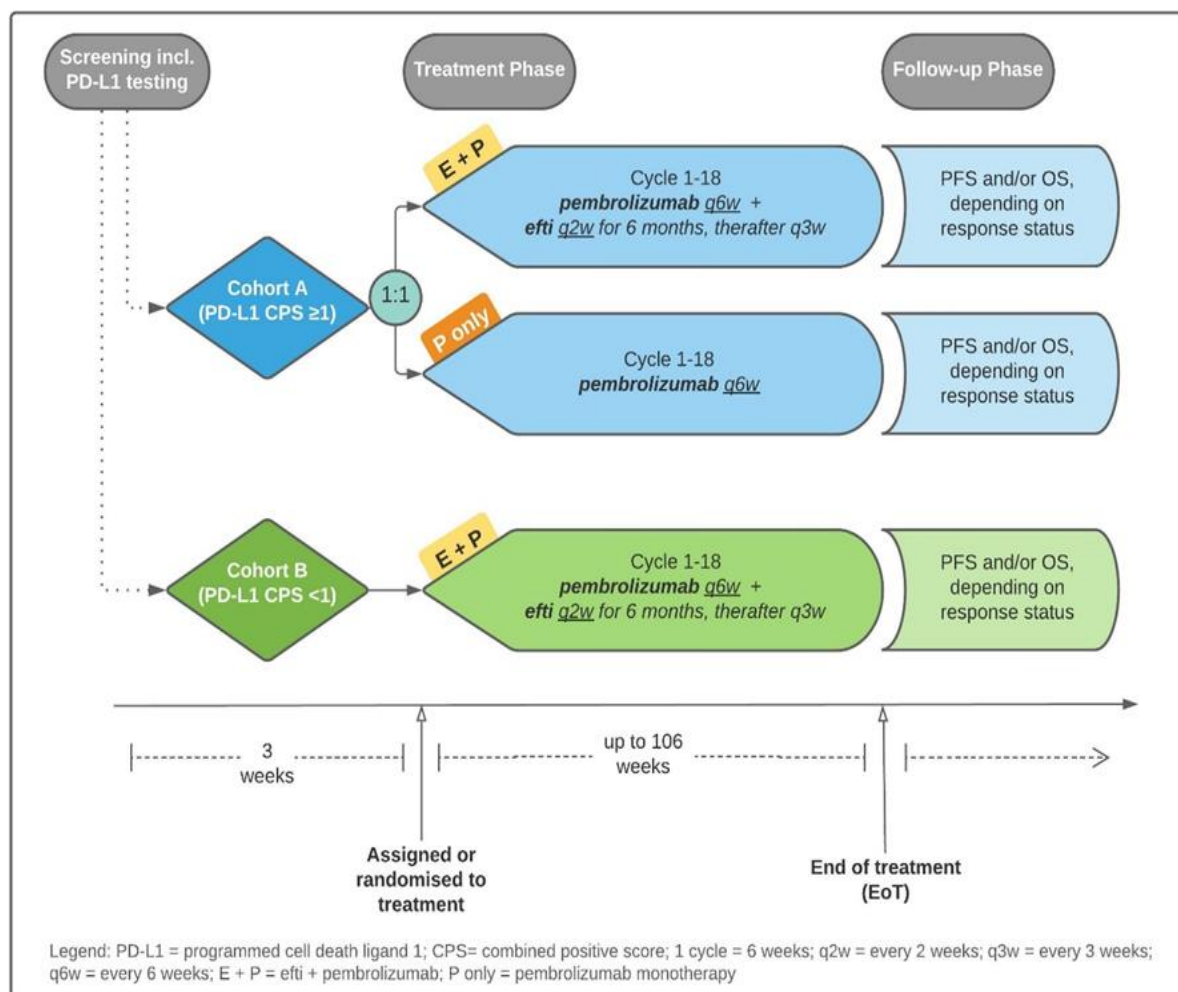 Screening incl.
PD-L1 testing
Treatment Phase
Follow-up Phase
E + P
Cycle 1-18
pembrolizumab q6w +
efti q2w for 6 months, therafter q3w
PFS and/or OS,
depending on
response status
Cohort A
(PD-L1 CPS ≥1)
1:1
P only
Cycle 1-18
pembrolizumab q6w
PFS and/or OS,
depending on
response status
Cohort B
(PD-L1 CPS <1)
E + P
Cycle 1-18
pembrolizumab q6w +
efti q2w for 6 months, therafter q3w
PFS and/or OS,
depending on
response status
3
weeks
up to 106
weeks
Assigned or
randomised to
treatment
End of treatment
(EoT)
Legend: PD-L1 = programmed cell death ligand 1; CPS= combined positive score; 1 cycle = 6 weeks; q2w = every 2 weeks; q3w = every 3 weeks;
q6w = every 6 weeks; E + P = efti + pembrolizumab; P only = pembrolizumab monotherapy